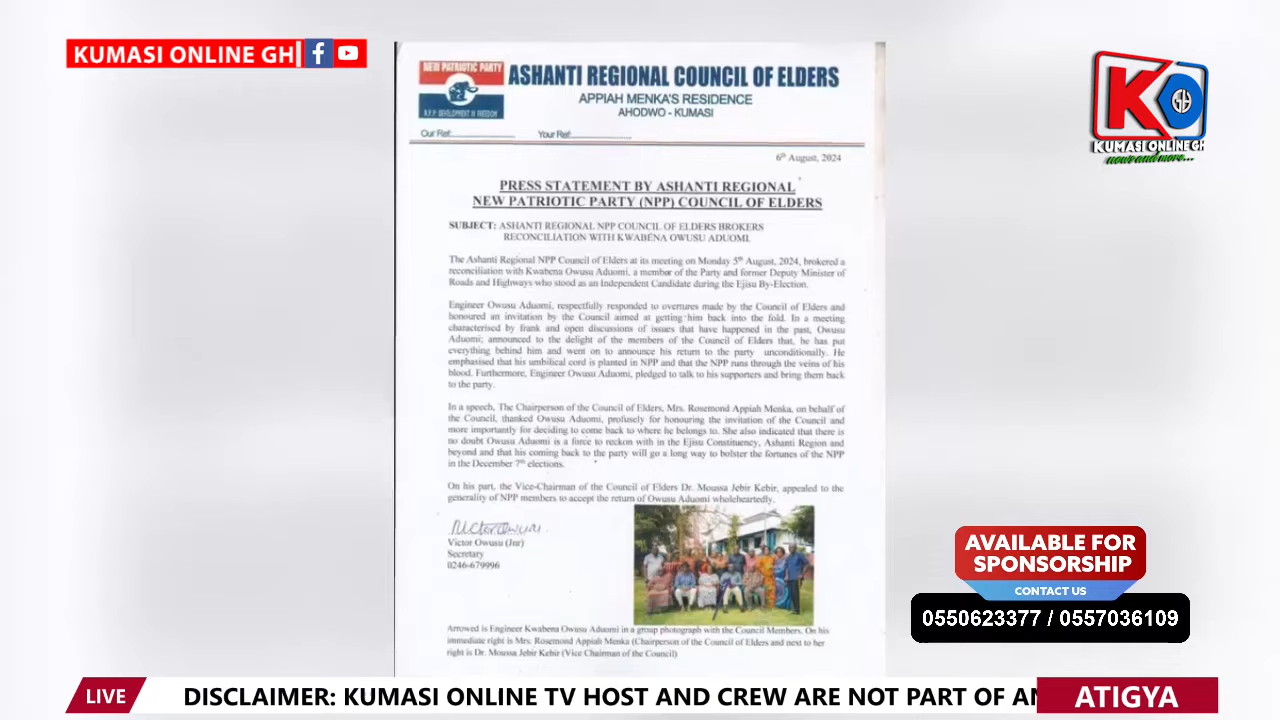 KUMASI ONLINE GH
NEW PATRIOTIC PARTY
N.P.P DEVELOPMENT IN FREEDOM
ASHANTI REGIONAL COUNCIL OF ELDERS
APPIAH MENKA'S RESIDENCE
AHODWO - KUMASI
Our Ref: Your Ref:
6th August, 2024
PRESS STATEMENT BY ASHANTI REGIONAL
NEW PATRIOTIC PARTY (NPP) COUNCIL OF ELDERS
SUBJECT: ASHANTI REGIONAL NPP COUNCIL OF ELDERS BROKERS
RECONCILIATION WITH KWABENA OWUSU ADUOMI.
The Ashanti Regional NPP Council of Elders at its meeting on Monday 5th August, 2024, brokered a
reconciliation with Kwabena Owusu Aduomi, a member of the Party and former Deputy Minister of
Roads and Highways who stood as an Independent Candidate during the Ejisu By-Election.
Engineer Owusu Aduomi, respectfully responded to overtures made by the Council of Elders and
honoured an invitation by the Council aimed at getting him back into the fold. In a meeting
characterised by frank and open discussions of issues that have happened in the past, Owusu
Aduomi; announced to the delight of the members of the Council of Elders that, he has put
everything behind him and went on to announce his return to the party unconditionally. He
emphasised that his umbilical cord is planted in NPP and that the NPP runs through the veins of his
blood. Furthermore, Engineer Owusu Aduomi, pledged to talk to his supporters and bring them back
to the party.
In a speech, The Chairperson of the Council of Elders, Mrs. Rosemond Appiah Menka, on behalf of
the Council, thanked Owusu Aduomi, profusely for honouring the invitation of the Council and
more importantly for deciding to come back to where he belongs to. She also indicated that there is
no doubt Owusu Aduomi is a force to reckon with in the Ejisu Constituency, Ashanti Region and
beyond and that his coming back to the party will go a long way to bolster the fortunes of the NPP
in the December 7th elections.
On his part, the Vice-Chairman of the Council of Elders Dr. Moussa Jebir Kebir, appealed to the
generality of NPP members to accept the return of Owusu Aduomi wholeheartedly.
Victor Owusu
Victor Owusu (Jnr)
Secretary
0246-679996
Arrowed is Engineer Kwabena Owusu Aduomi in a group photograph with the Council Members. On his
immediate right is Mrs. Rosemond Appiah Menka (Chairperson of the Council of Elders and next to her
right is Dr. Moussa Jebir Kebir (Vice Chairman of the Council)
KO GH
KUMASI ONLINE GH
news and more...
AVAILABLE FOR
SPONSORSHIP
CONTACT US
0550623377 / 0557036109
LIVE
DISCLAIMER: KUMASI ONLINE TV HOST AND CREW ARE NOT PART OF
ATIGYA